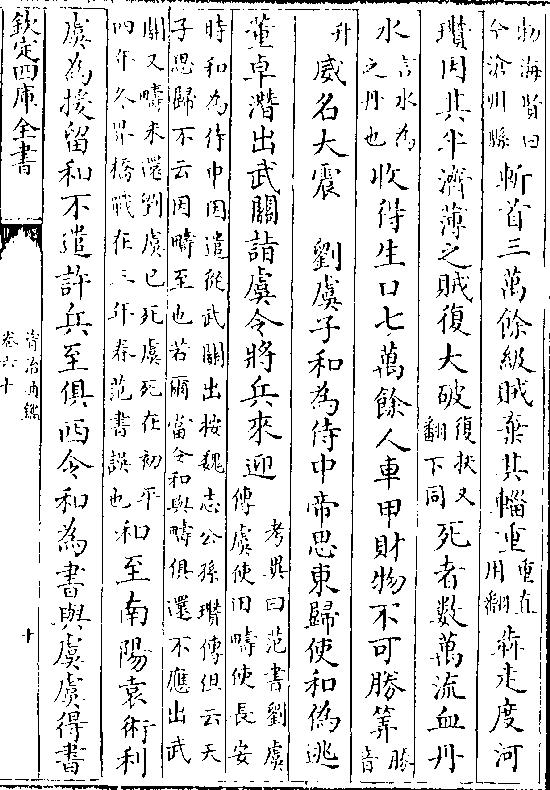 勃海賢曰今滄州縣斬首三萬餘級賊棄其輜重重直用翻犇走度河
瓚因其半濟薄之賊復大破復扶又翻下同死者數萬流血丹
水言水為之丹也收得生口七萬餘人車甲財物不可勝筭勝音
升威名大震　劉虞子和為侍中帝思東歸使和偽逃
董卓潛出武關詣虞令將兵來迎考異曰范書劉虞傳虞使田疇使長安
時和為侍中因遣從武關出按魏志公孫瓚傳但云天子思歸不云因疇至也若爾當令和與疇俱還不應出武
關又疇未還劉虞已死虞死在初平四年冬界橋戰在三年春范書誤也和至南陽袁術利
虞為援留和不遣許兵至俱西令和為書與虞虞得書
欽定四庫全書
資治通鑑
卷六十
十